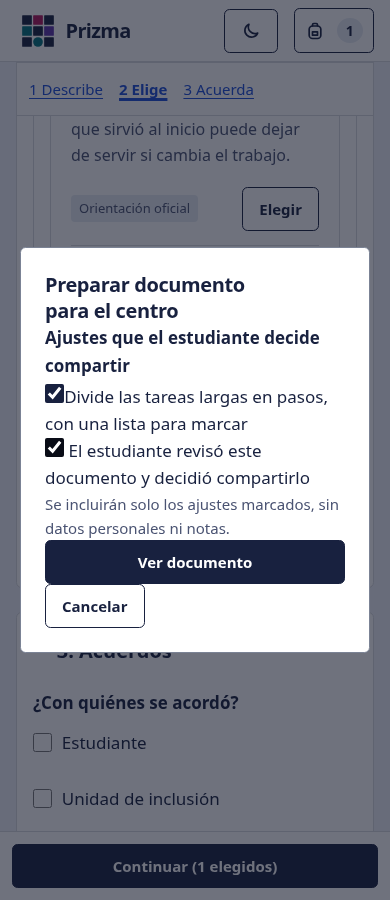 Prizma
1
1 Describe 2 Elige 3 Acuerda
que sirvió al inicio puede dejar
de servir si cambia el trabajo.
Orientación oficial
Elegir
Preparar documento
para el centro
Ajustes que el estudiante decide
compartir
Divide las tareas largas en pasos,
con una lista para marcar
El estudiante revisó este
documento y decidió compartirlo
Se incluirán solo los ajustes marcados, sin
datos personales ni notas.
Ver documento
Cancelar
3. Acuerdos
¿Con quiénes se acordó?
Estudiante
Unidad de inclusión
Continuar (1 elegidos)